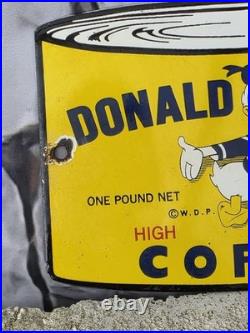 DONALD
ONE POUND NET
© W.D.P.
HIGH
COF